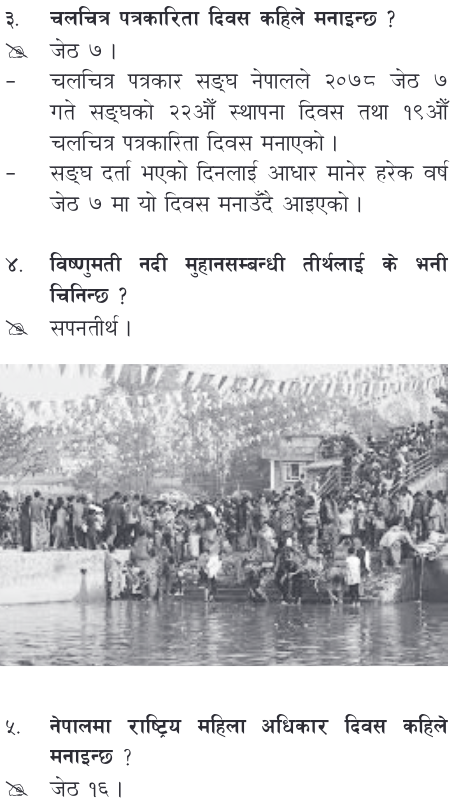 ३. चलचित्र पत्रकारिता दिवस कहिले मनाइन्छ ?
जेठ ७ ।
– चलचित्र पत्रकार सङ्घ नेपालले २०७८ जेठ ७
गते सङ्घको २२औँ स्थापना दिवस तथा १९औँ
चलचित्र पत्रकारिता दिवस मनाएको ।
– सङ्घ दर्ता भएको दिनलाई आधार मानेर हरेक वर्ष
जेठ ७ मा यो दिवस मनाउँदै आइएको ।
४. विष्णुमती नदी मुहानसम्बन्धी तीर्थलाई के भनी
चिनिन्छ ?
सपनतीर्थ ।
५. नेपालमा राष्ट्रिय महिला अधिकार दिवस कहिले
मनाइन्छ ?
जेठ १६ ।